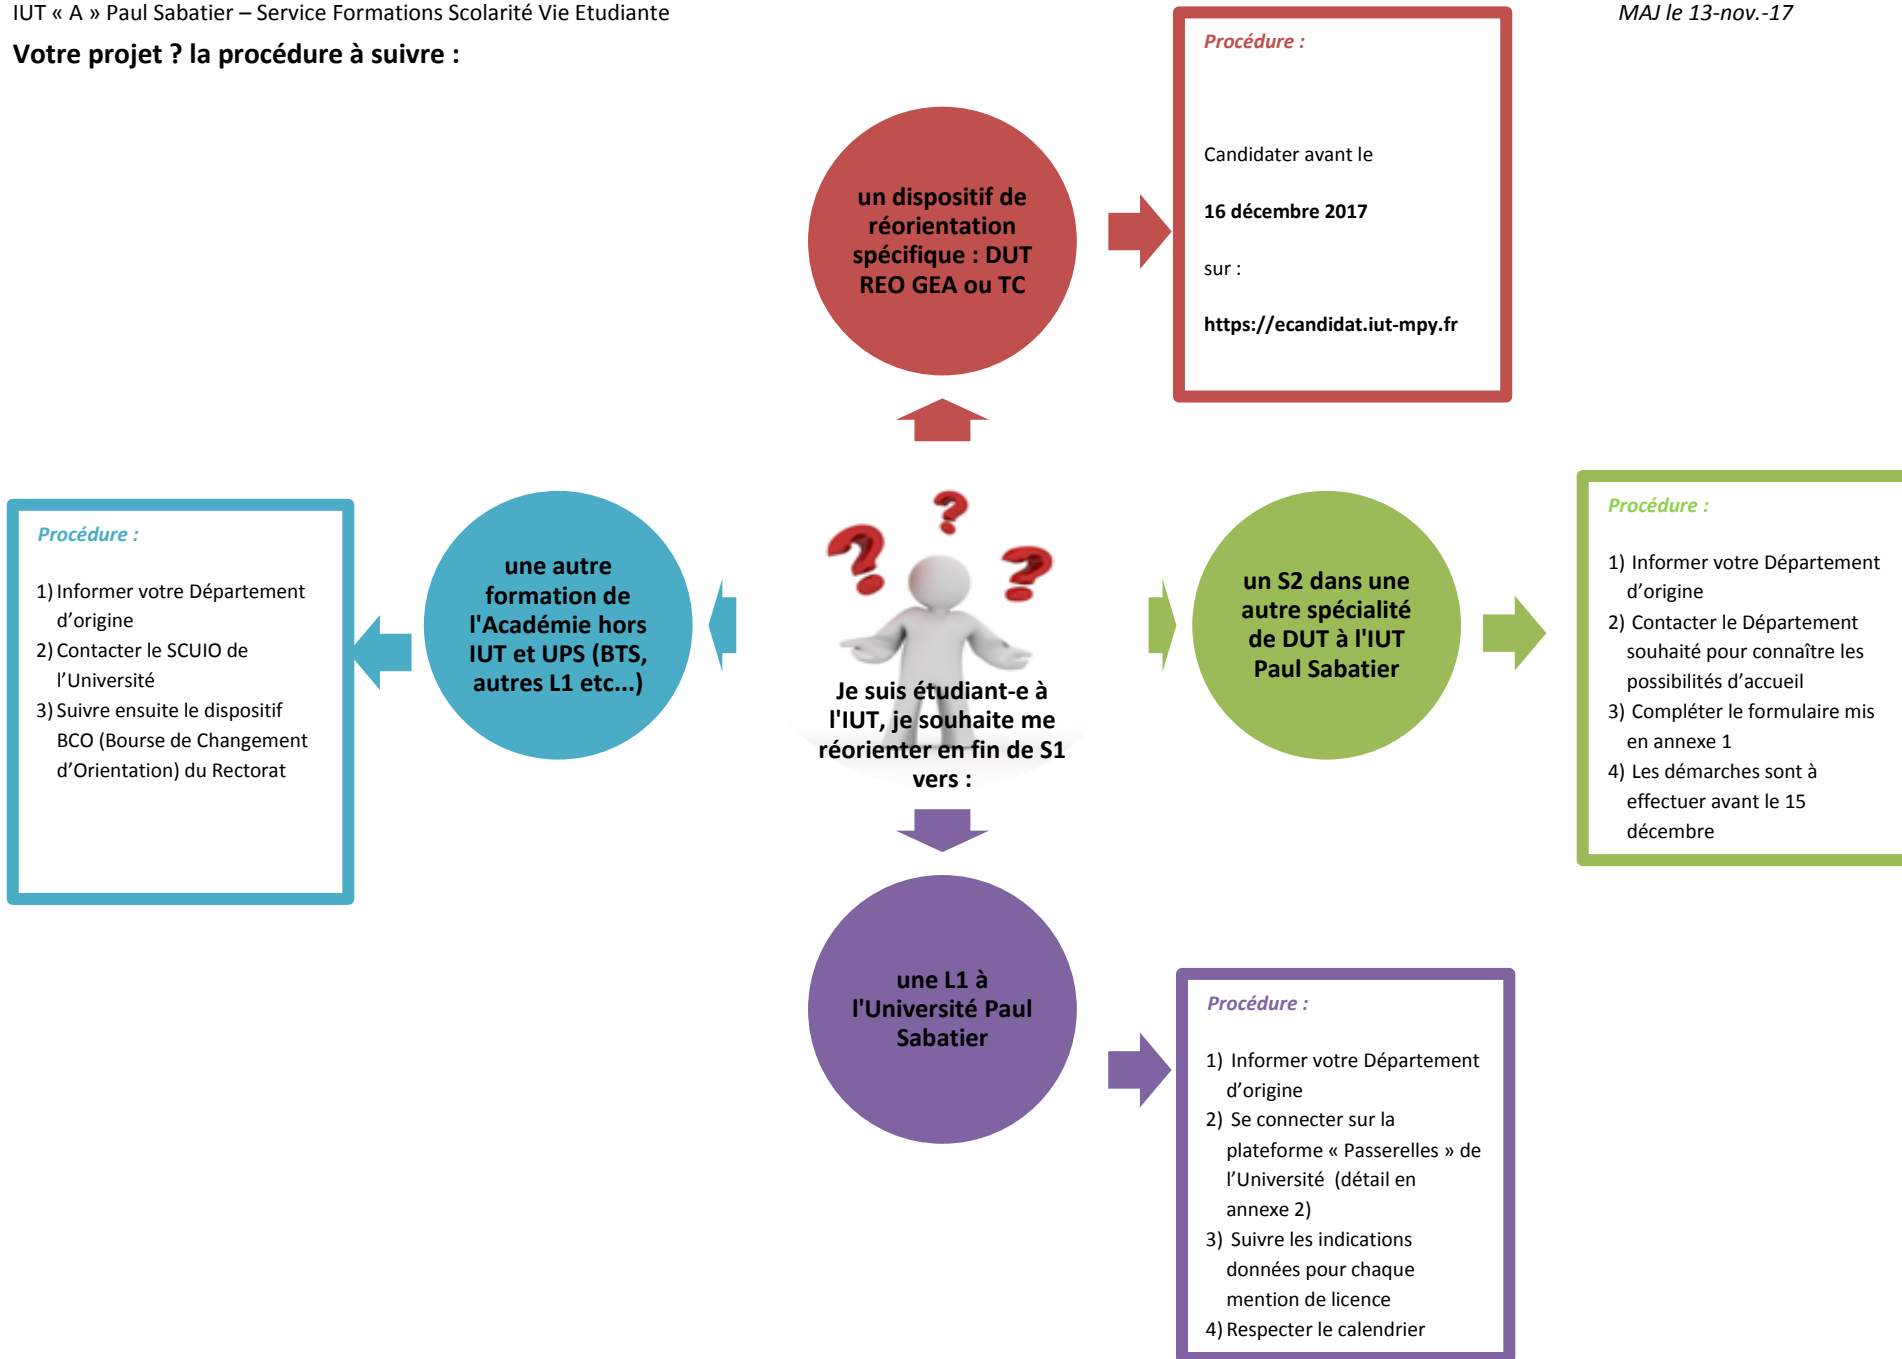 IUT « A » Paul Sabatier – Service Formations Scolarité Vie Etudiante
MAJ le 13-nov.-17
Votre projet ? la procédure à suivre :
Procédure :
Candidater avant le
16 décembre 2017
sur :
https://ecandidat.iut-mpy.fr
un dispositif de
réorientation
spécifique : DUT
REO GEA ou TC
Procédure :
1) Informer votre Département
d’origine
2) Contacter le SCUIO de
l’Université
3) Suivre ensuite le dispositif
BCO (Bourse de Changement
d’Orientation) du Rectorat
une autre
formation de
l'Académie hors
IUT et UPS (BTS,
autres L1 etc...)
? ? ?
Je suis étudiant-e à
l'IUT, je souhaite me
réorienter en fin de S1
vers :
un S2 dans une
autre spécialité
de DUT à l'IUT
Paul Sabatier
Procédure :
1) Informer votre Département
d’origine
2) Contacter le Département
souhaité pour connaître les
possibilités d’accueil
3) Compléter le formulaire mis
en annexe 1
4) Les démarches sont à
effectuer avant le 15
décembre
une L1 à
l'Université Paul
Sabatier
Procédure :
1) Informer votre Département
d’origine
2) Se connecter sur la
plateforme « Passerelles » de
l’Université (détail en
annexe 2)
3) Suivre les indications
données pour chaque
mention de licence
4) Respecter le calendrier